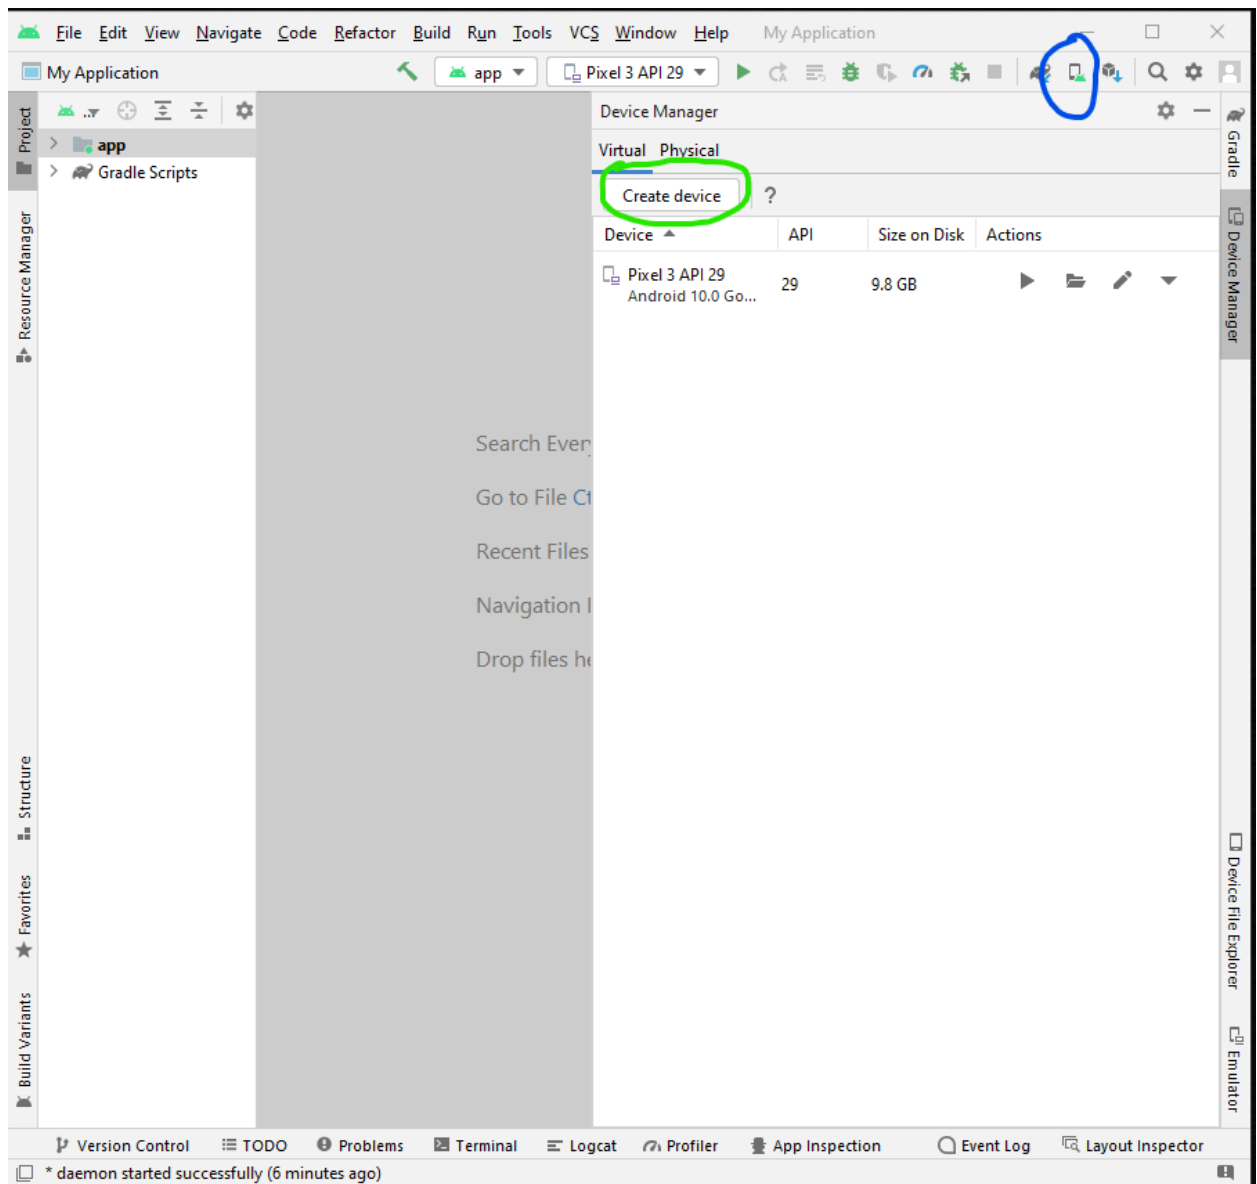 File Edit View Navigate Code Refactor Build Run Tools VCS Window Help My Application
My Application app Pixel 3 API 29
Project
Resource Manager
Structure
Favorites
Build Variants
app
Gradle Scripts
Search Every
Go to File Ct
Recent Files
Navigation
Drop files he
Device Manager
Virtual Physical
Create device ?
Device API Size on Disk Actions
Pixel 3 API 29 29 9.8 GB
Android 10.0 Go...
Gradle
Device Manager
Device File Explorer
Emulator
Version Control TODO Problems Terminal Logcat Profiler App Inspection Event Log Layout Inspector
* daemon started successfully (6 minutes ago)